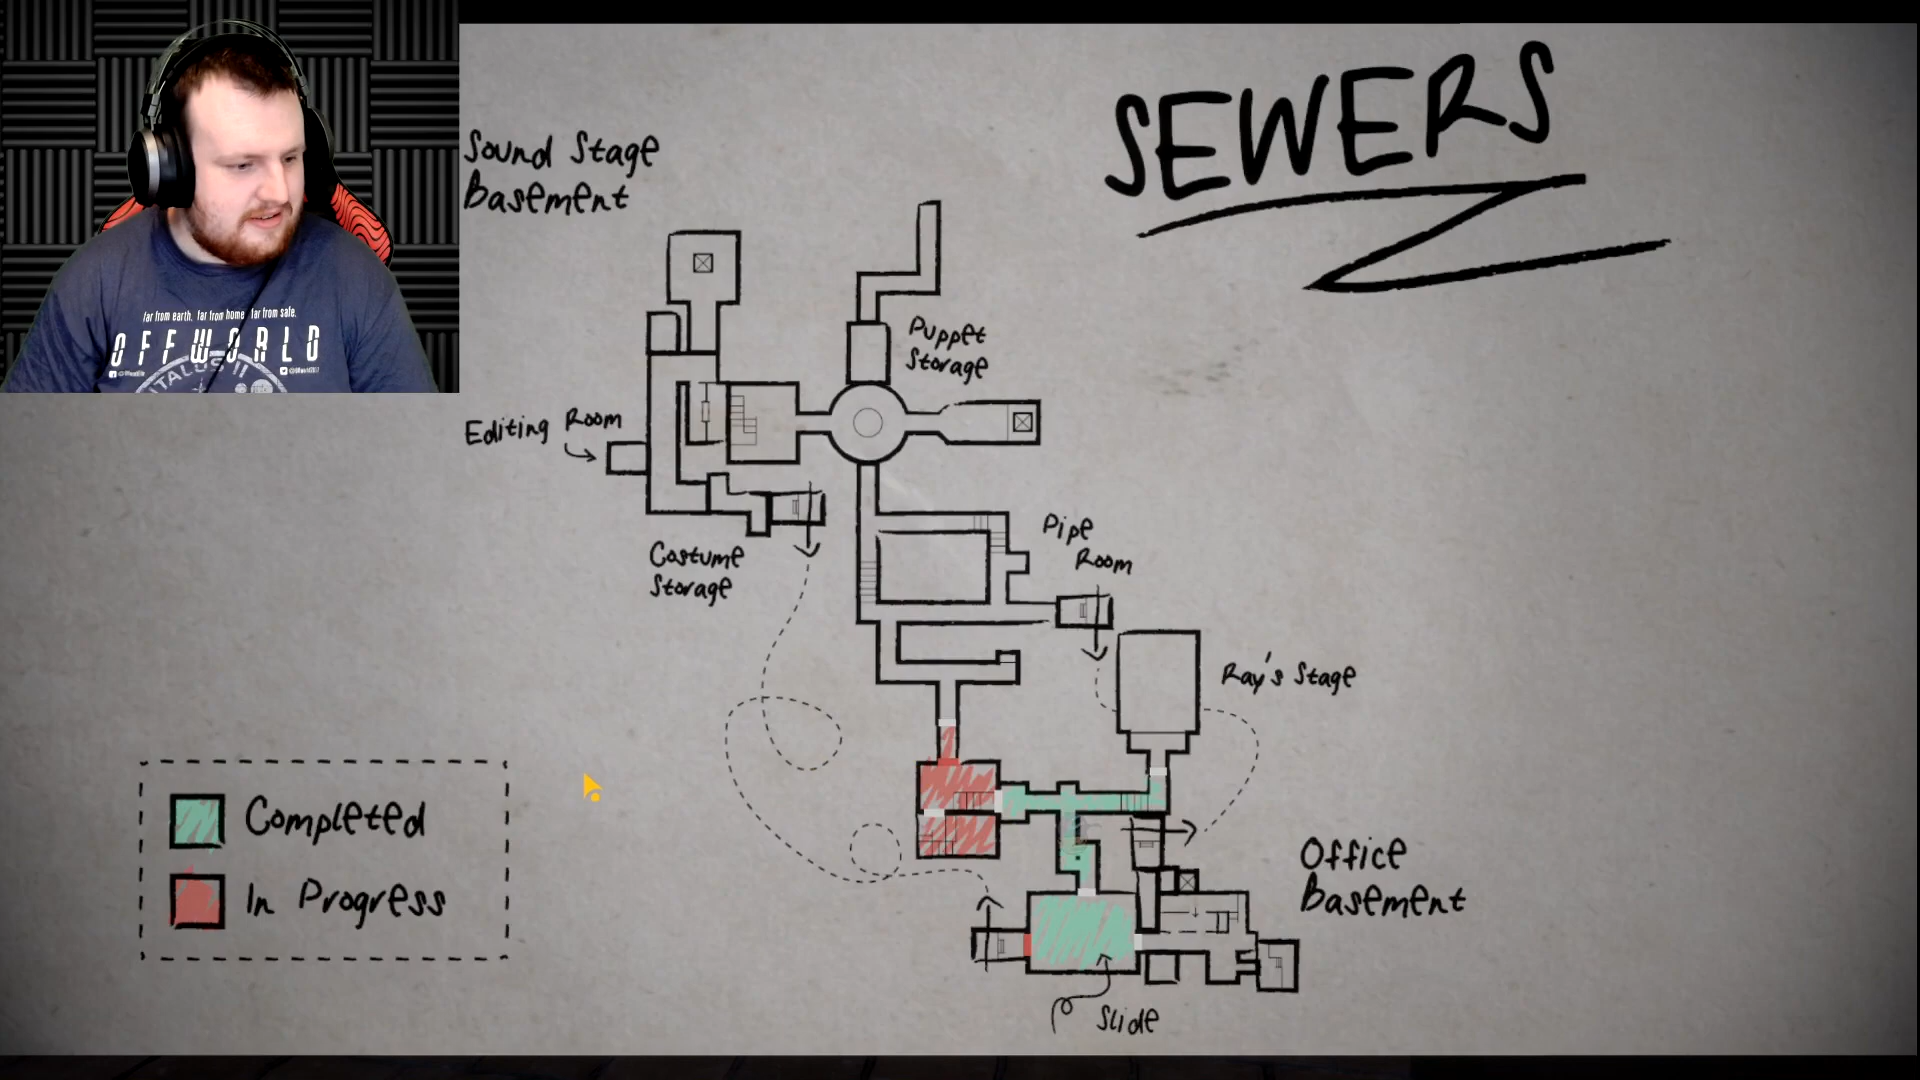 SEWERS
Sound Stage
Basement
far from earth. far from home. far from safe.
OFFWORLD
Puppet
Storage
Editing Room
Pipe
Room
Costume
Storage
Ray's Stage
Completed
In Progress
Office
Basement
Slide